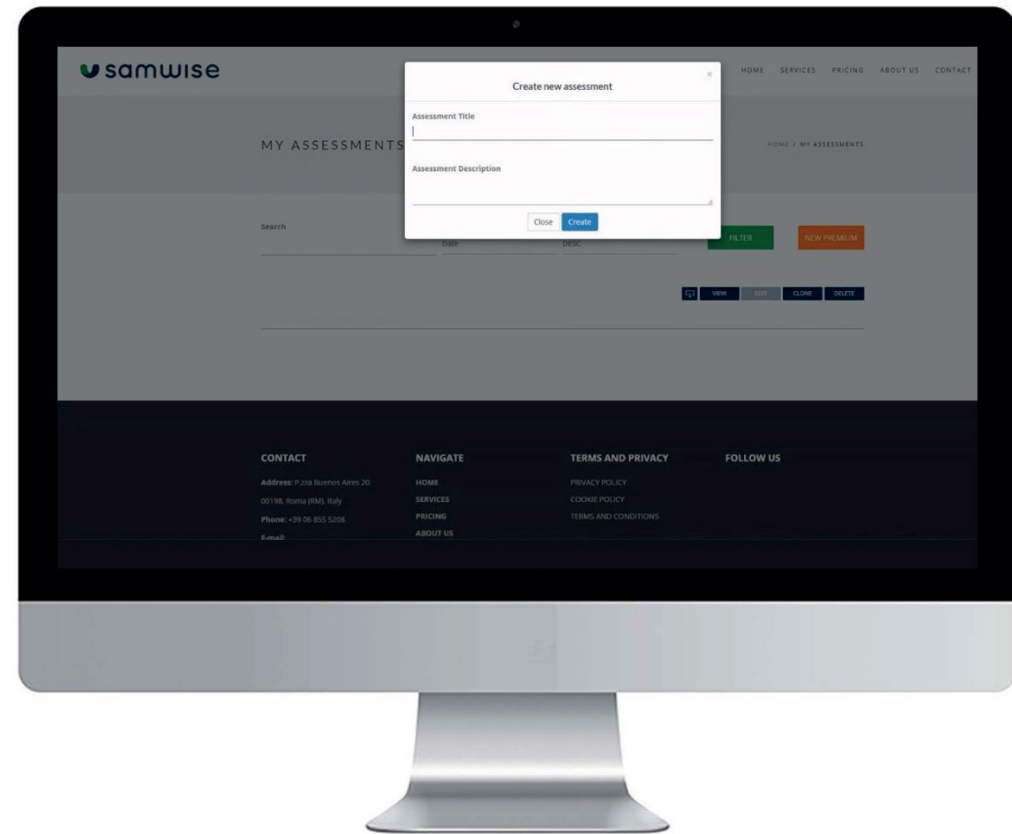 samwise
HOME SERVICES PRICING ABOUT US CONTACT
×
Create new assessment
MY ASSESSMENTS
HOME / MY ASSESSMENTS
Assessment Title
Assessment Description
Close Create
Search
Date
DESC
FILTER
NEW PREMIUM
VIEW EDIT CLONE DELETE
CONTACT
Address: P.zza Buenos Aires 20
00198, Roma (RM), Italy
Phone: +39 06 855 5208
E-mail:
NAVIGATE
HOME
SERVICES
PRICING
ABOUT US
TERMS AND PRIVACY
PRIVACY POLICY
COOKIE POLICY
TERMS AND CONDITIONS
FOLLOW US